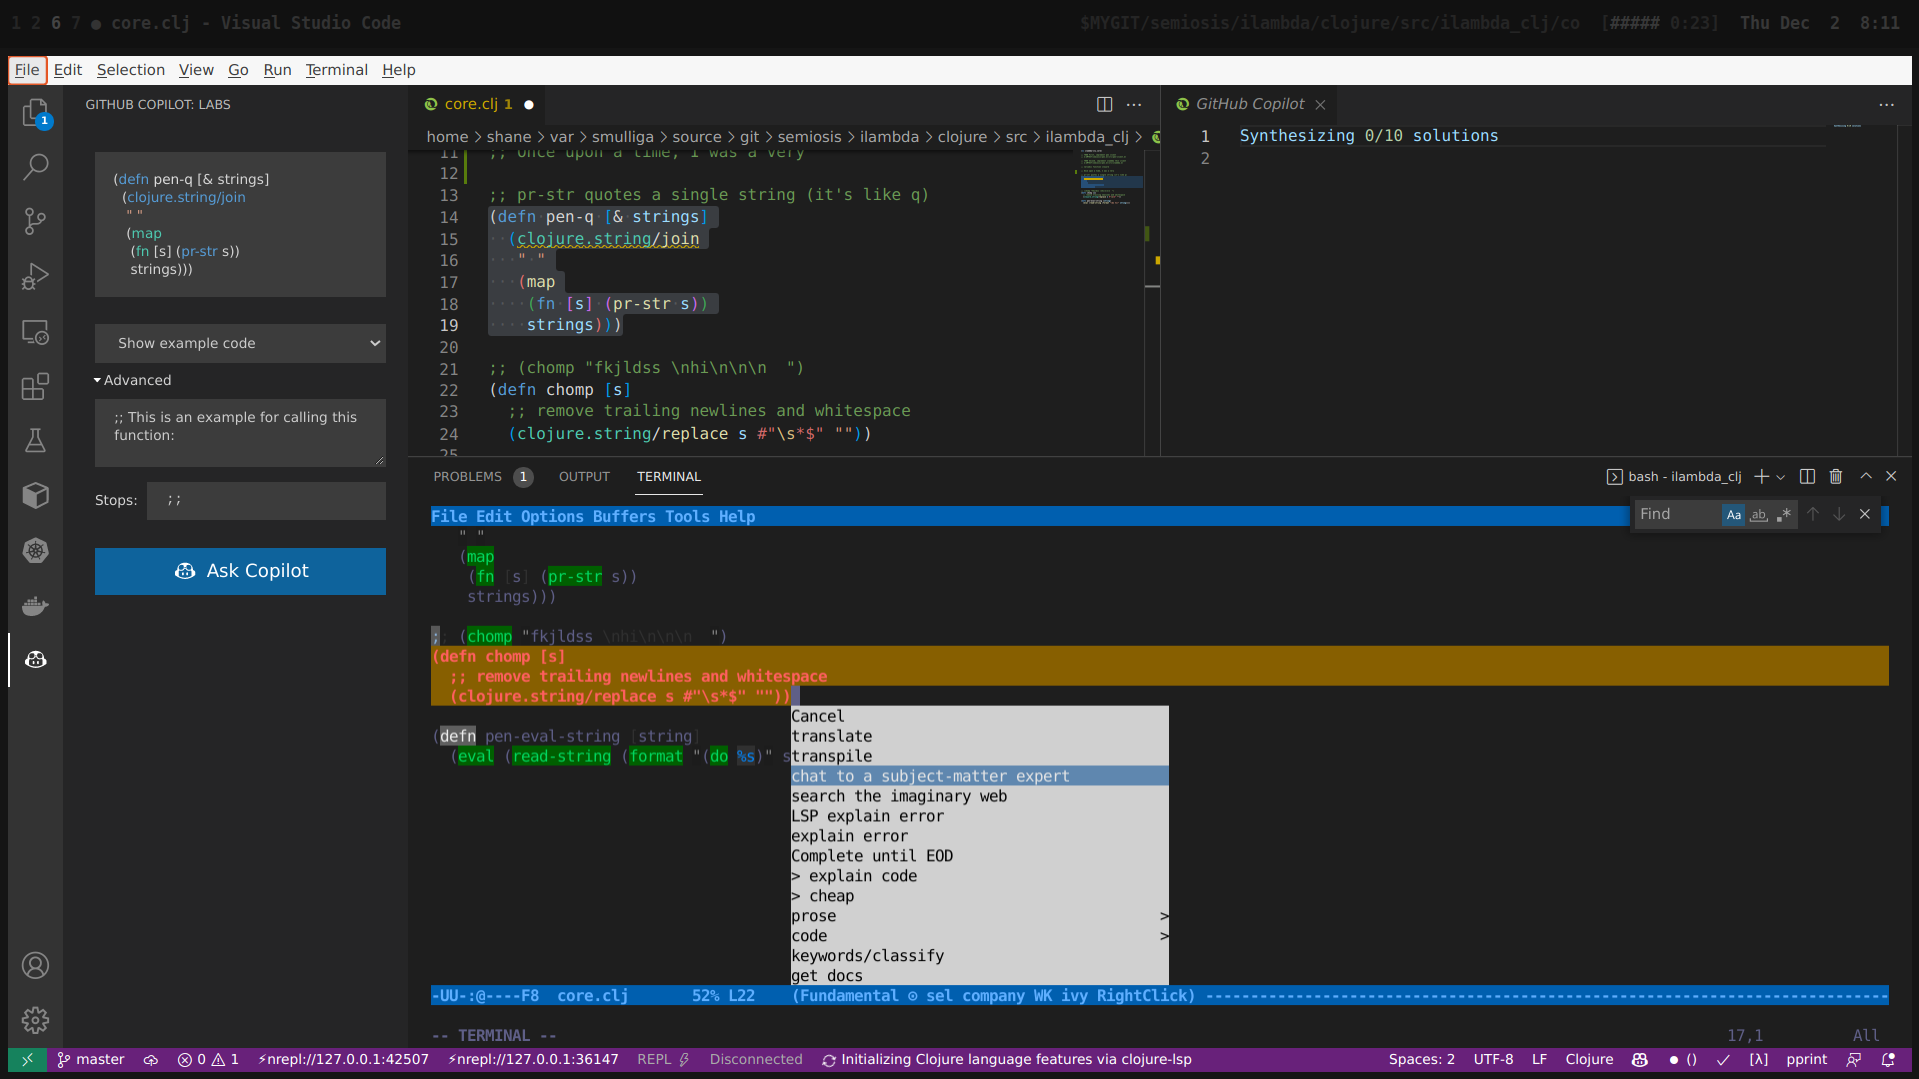 1 2 6 7 ● core.clj - Visual Studio Code
$MYGIT/semiosis/ilambda/clojure/src/ilambda_clj/co [##### 0:23] Thu Dec 2 8:11
File Edit Selection View Go Run Terminal Help
GITHUB COPILOT: LABS
1
(defn pen-q [& strings]
(clojure.string/join
" "
(map
(fn [s] (pr-str s))
strings)))
Show example code
Advanced
;; This is an example for calling this
function:
Stops: ;;
Ask Copilot
core.clj 1 ●
home > shane > var > smulliga > source > git > semiosis > ilambda > clojure > src > ilambda_clj >
11 ;; Once upon a time, I was a very
12
13 ;; pr-str quotes a single string (it's like q)
14 (defn pen-q [& strings]
15 (clojure.string/join
16 " "
17 (map
18 (fn [s] (pr-str s))
19 strings)))
20
21 ;; (chomp "fkjldss \nhi\n\n\n  ")
22 (defn chomp [s]
23 ;; remove trailing newlines and whitespace
24 (clojure.string/replace s #"\s*$" ""))
25
GitHub Copilot
1 Synthesizing 0/10 solutions
2
PROBLEMS 1 OUTPUT TERMINAL
bash - ilambda_clj
Find Aa ab .*
File Edit Options Buffers Tools Help
" "
(map
(fn [s] (pr-str s))
strings)))
;; (chomp "fkjldss \nhi\n\n\n  ")
(defn chomp [s]
;; remove trailing newlines and whitespace
(clojure.string/replace s #"\s*$" ""))
(defn pen-eval-string [string]
(eval (read-string (format "(do %s)" s
Cancel
translate
transpile
chat to a subject-matter expert
search the imaginary web
LSP explain error
explain error
Complete until EOD
> explain code
> cheap
prose >
code >
keywords/classify
get docs
-UU-:@----F8 core.clj 52% L22 (Fundamental ⊙ sel company WK ivy RightClick) ----------------------------------------------------------------------------
-- TERMINAL -- 17,1 All
master 0 1 ⚡nrepl://127.0.0.1:42507 ⚡nrepl://127.0.0.1:36147 REPL Disconnected Initializing Clojure language features via clojure-lsp Spaces: 2 UTF-8 LF Clojure ● () [λ] pprint